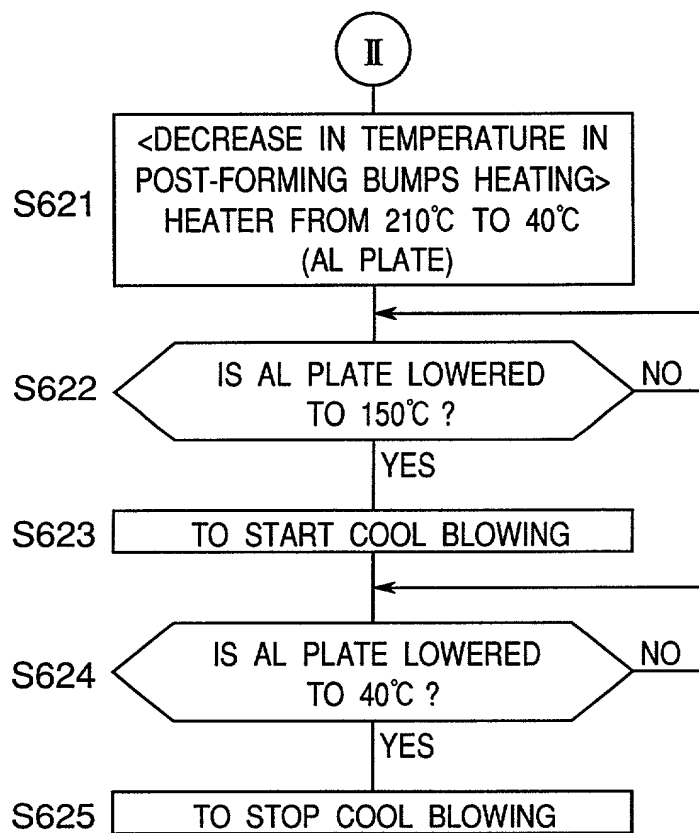 II
S621
<DECREASE IN TEMPERATURE IN
POST-FORMING BUMPS HEATING>
HEATER FROM 210℃ TO 40℃
(AL PLATE)
S622
IS AL PLATE LOWERED
TO 150℃ ?
NO
YES
S623
TO START COOL BLOWING
S624
IS AL PLATE LOWERED
TO 40℃ ?
NO
YES
S625
TO STOP COOL BLOWING